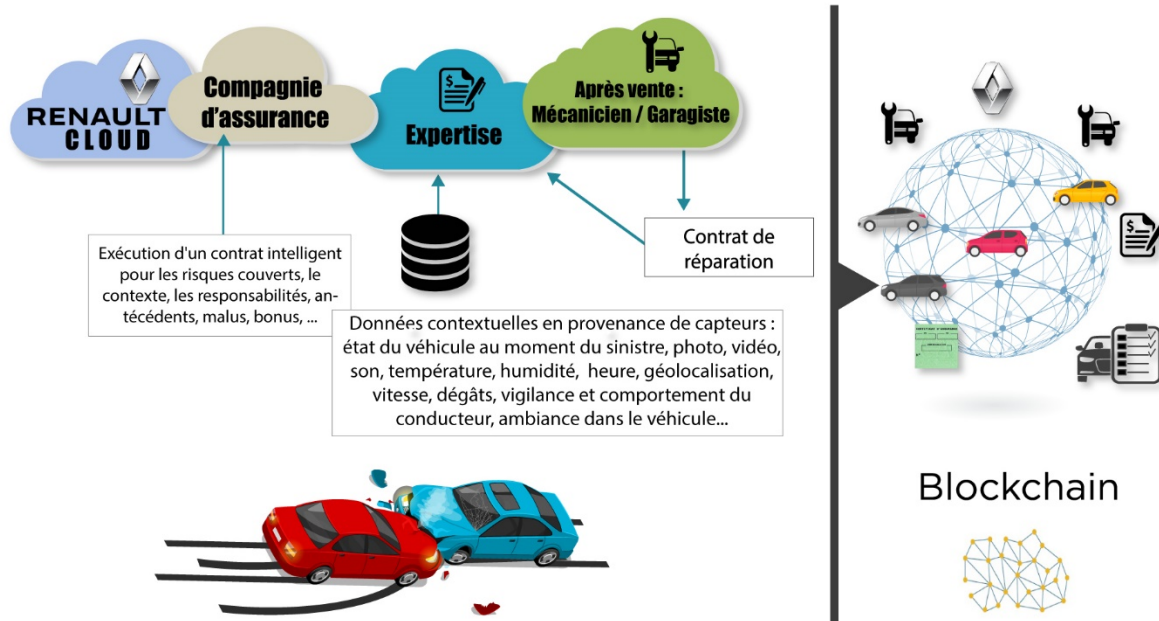 RENAULT
CLOUD
Compagnie
d'assurance
Expertise
Après vente :
Mécanicien / Garagiste
Exécution d'un contrat intelligent
pour les risques couverts, le
contexte, les responsabilités, an-
técédents, malus, bonus, ...
Contrat de
réparation
Données contextuelles en provenance de capteurs :
état du véhicule au moment du sinistre, photo, vidéo,
son, température, humidité, heure, géolocalisation,
vitesse, dégâts, vigilance et comportement du
conducteur, ambiance dans le véhicule...
Blockchain